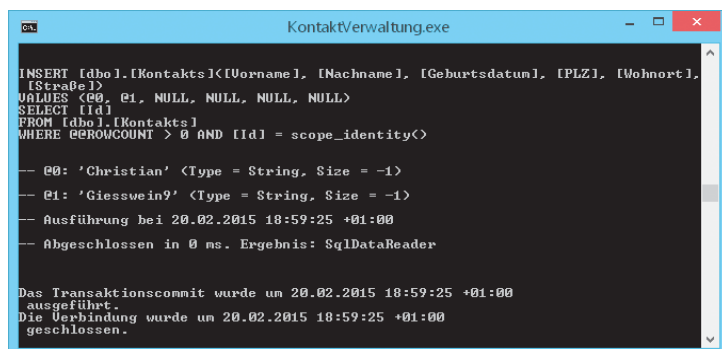 KontaktVerwaltung.exe
INSERT [dbo].[Kontakts]([Vorname], [Nachname], [Geburtsdatum], [PLZ], [Wohnort],
[Straße])
VALUES (@0, @1, NULL, NULL, NULL, NULL)
SELECT [Id]
FROM [dbo].[Kontakts]
WHERE @@ROWCOUNT > 0 AND [Id] = scope_identity()
-- @0: 'Christian' (Type = String, Size = -1)
-- @1: 'Giesswein9' (Type = String, Size = -1)
-- Ausführung bei 20.02.2015 18:59:25 +01:00
-- Abgeschlossen in 0 ms. Ergebnis: SqlDataReader
Das Transaktionscommit wurde um 20.02.2015 18:59:25 +01:00
ausgeführt.
Die Verbindung wurde um 20.02.2015 18:59:25 +01:00
geschlossen.